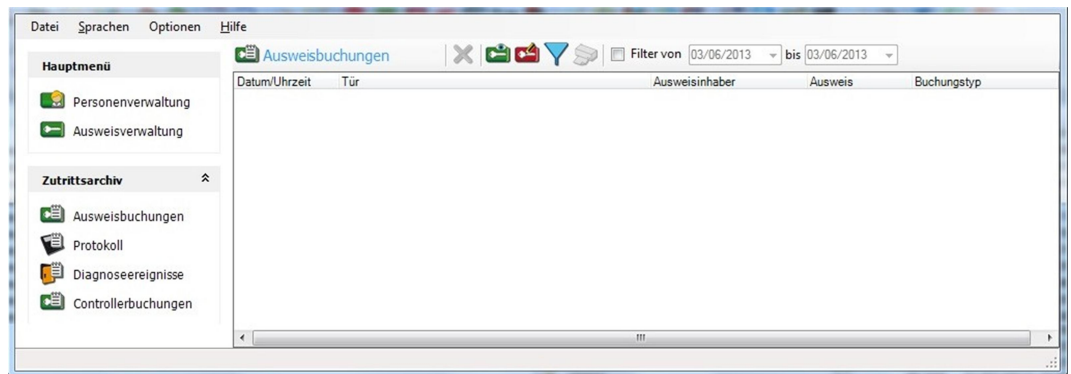 Datei Sprachen Optionen Hilfe
Hauptmenü
Personenverwaltung
Ausweisverwaltung
Zutrittsarchiv
Ausweisbuchungen
Protokoll
Diagnoseereignisse
Controllerbuchungen
Ausweisbuchungen
Filter von 03/06/2013 bis 03/06/2013
Datum/Uhrzeit Tür Ausweisinhaber Ausweis Buchungstyp